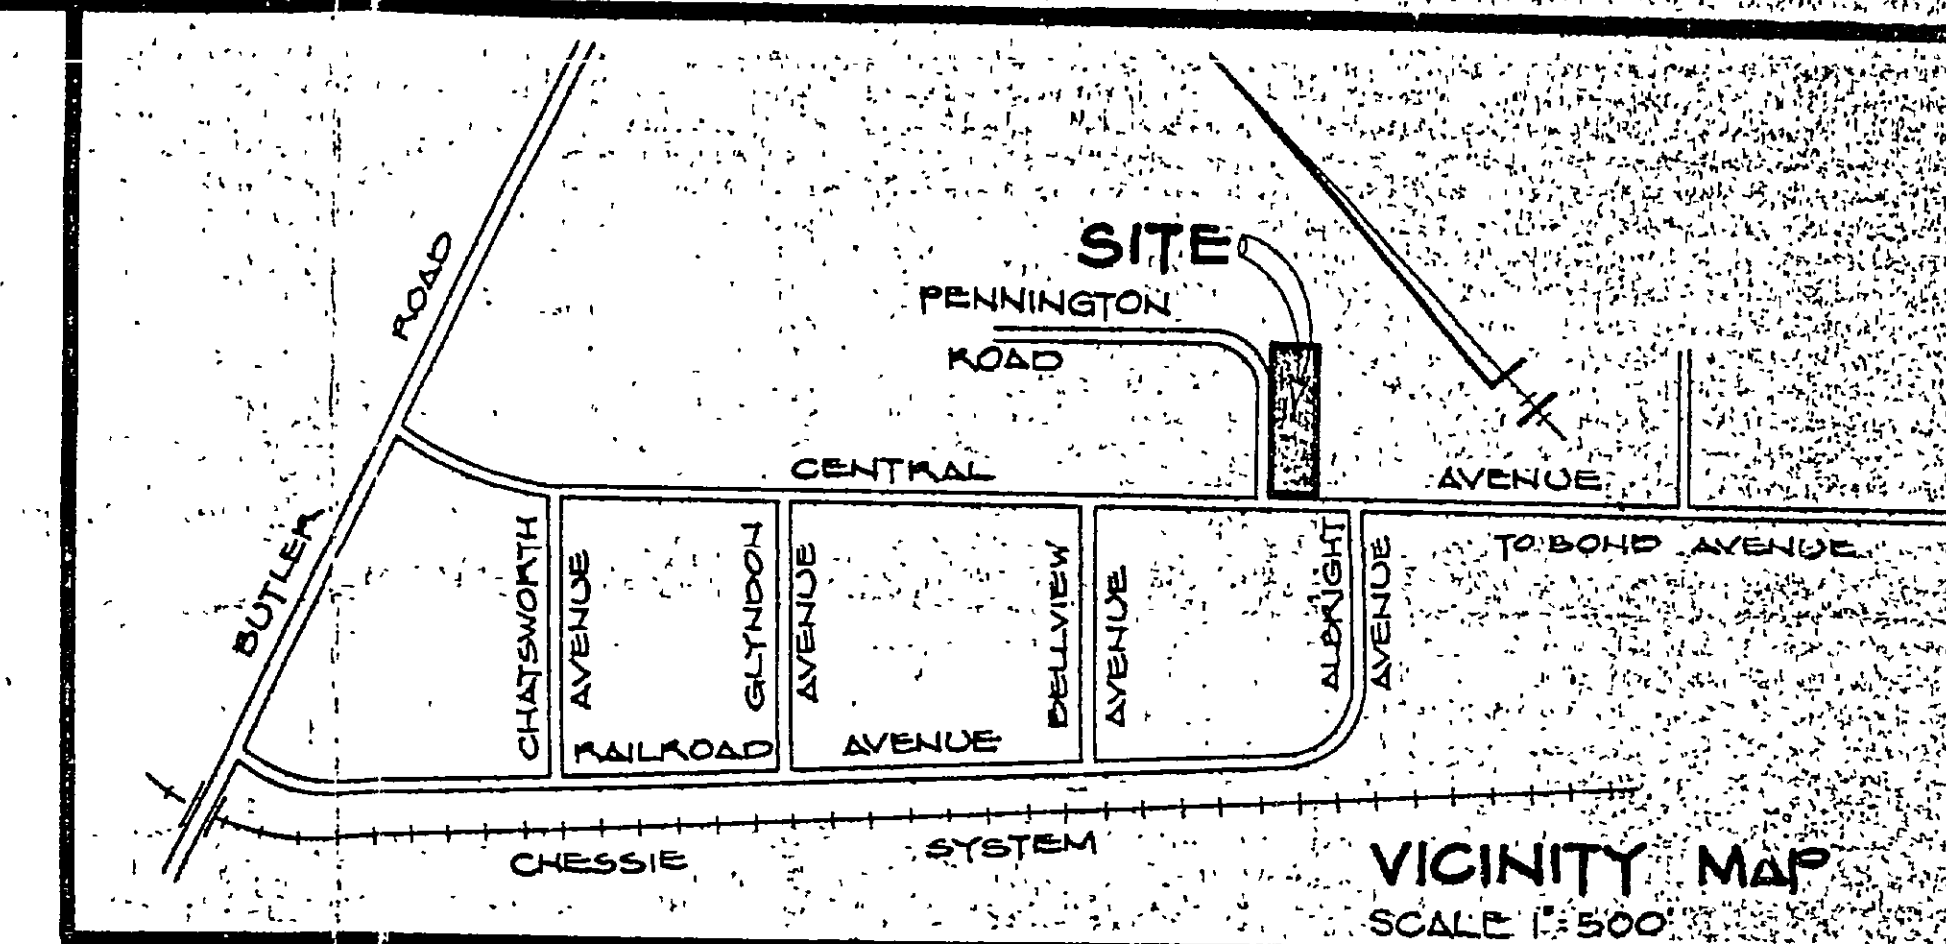 SITE
PENNINGTON
ROAD
BUTLER ROAD
CENTRAL AVENUE
TO BOND AVENUE
CHATSWORTH
AVENUE
GLYNDON
AVENUE
BELLVIEW
AVENUE
ALBRIGHT
AVENUE
RAILROAD AVENUE
CHESSIE SYSTEM
VICINITY MAP
SCALE 1"=500'